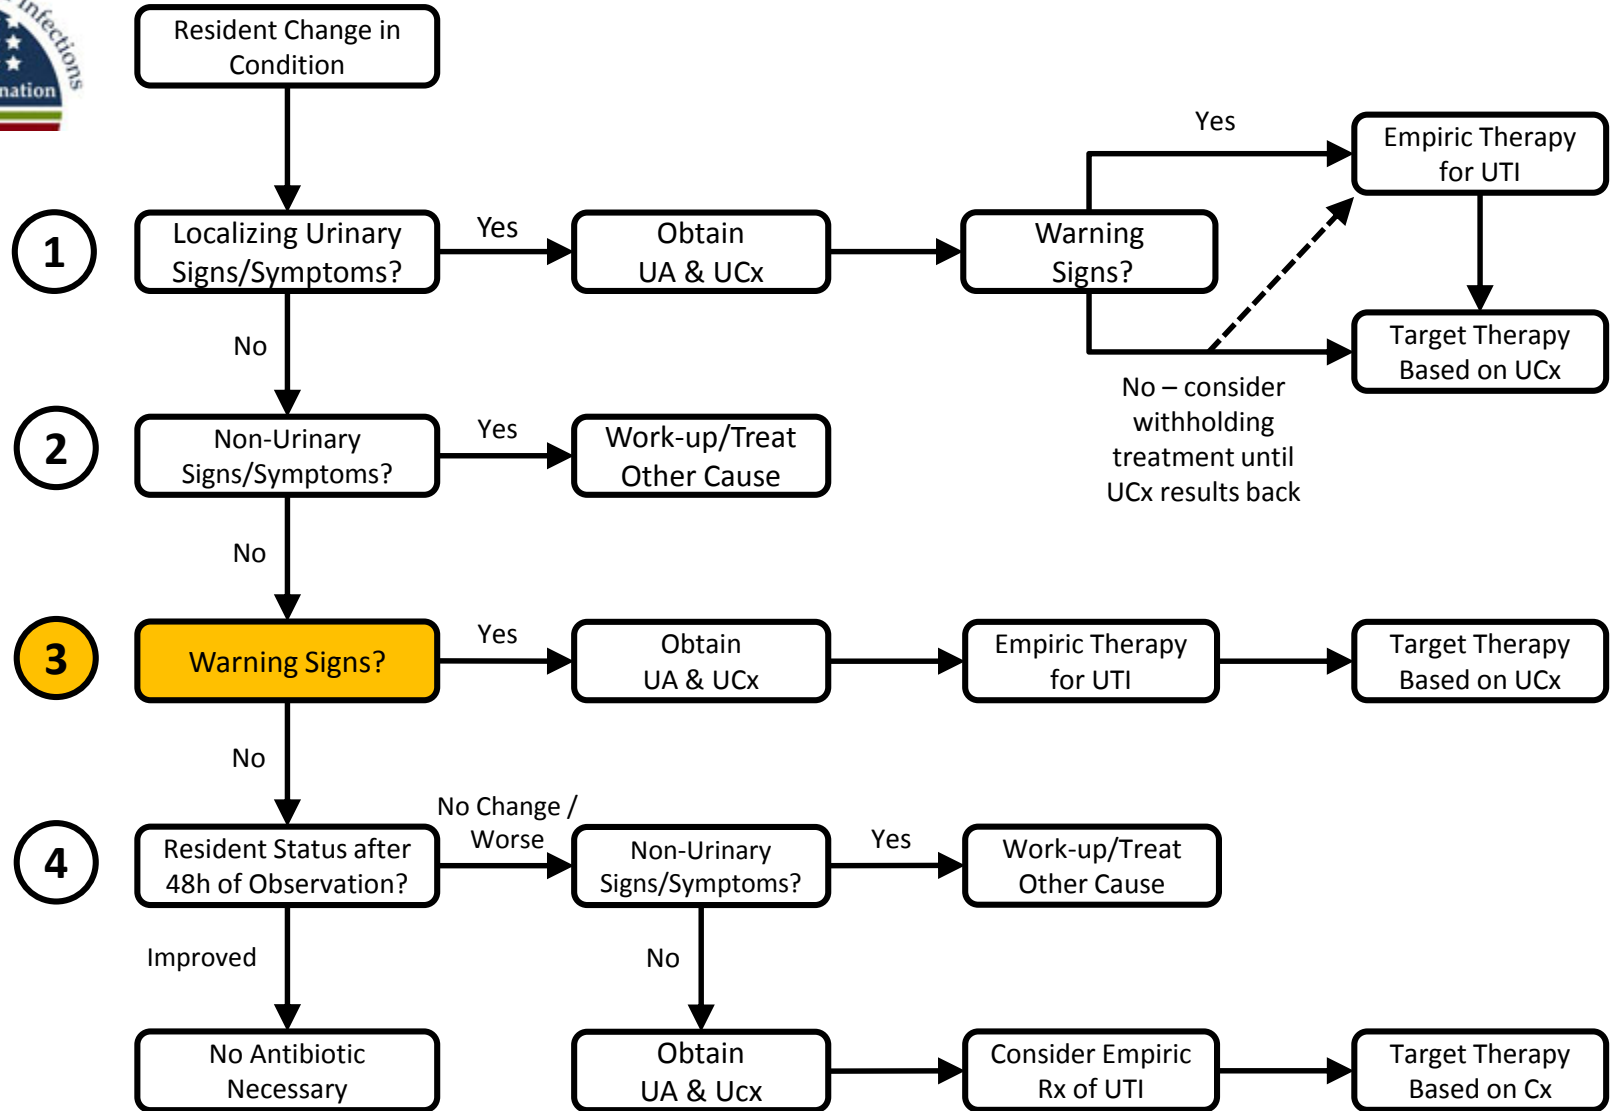 Infections
nation
Resident Change in
Condition
Yes
Empiric Therapy
for UTI
1
Localizing Urinary
Signs/Symptoms?
Yes
Obtain
UA & UCx
Warning
Signs?
No
Target Therapy
Based on UCx
No – consider
withholding
treatment until
UCx results back
2
Non-Urinary
Signs/Symptoms?
Yes
Work-up/Treat
Other Cause
No
3
Warning Signs?
Yes
Obtain
UA & UCx
Empiric Therapy
for UTI
Target Therapy
Based on UCx
No
4
Resident Status after
48h of Observation?
No Change /
Worse
Non-Urinary
Signs/Symptoms?
Yes
Work-up/Treat
Other Cause
Improved
No
No Antibiotic
Necessary
Obtain
UA & Ucx
Consider Empiric
Rx of UTI
Target Therapy
Based on Cx